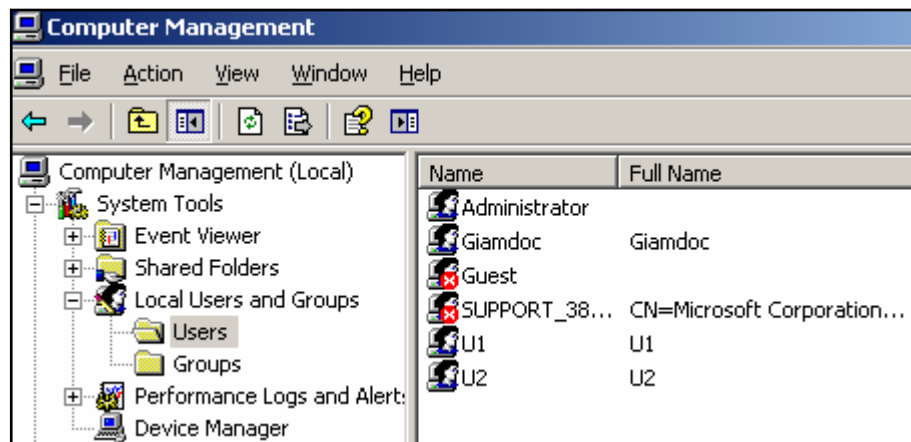 Computer Management
File Action View Window Help
Computer Management (Local)
System Tools
Event Viewer
Shared Folders
Local Users and Groups
Users
Groups
Performance Logs and Alert
Device Manager
Name Full Name
Administrator
Giamdoc Giamdoc
Guest
SUPPORT_38... CN=Microsoft Corporation...
U1 U1
U2 U2